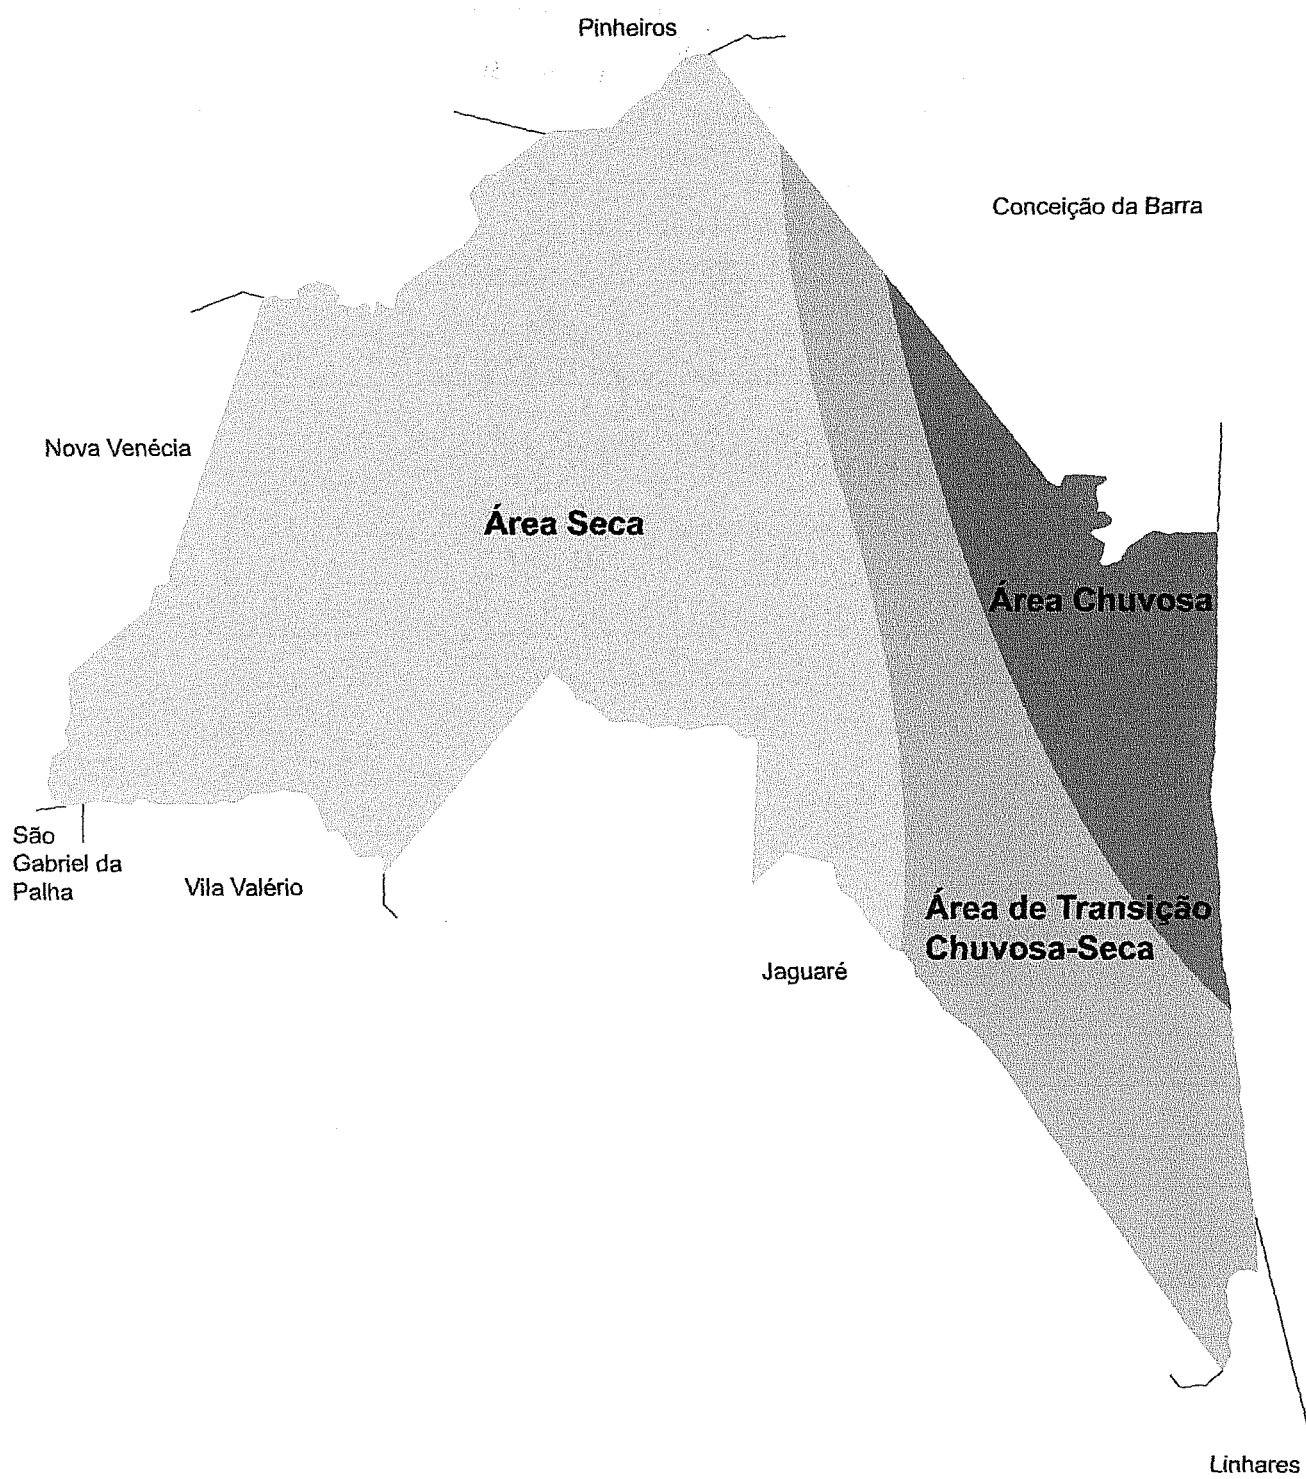 Pinheiros
Conceição da Barra
Nova Venécia
Área Seca
Área Chuvosa
São
Gabriel da
Palha
Vila Valério
Área de Transição
Chuvosa-Seca
Jaguaré
Linhares